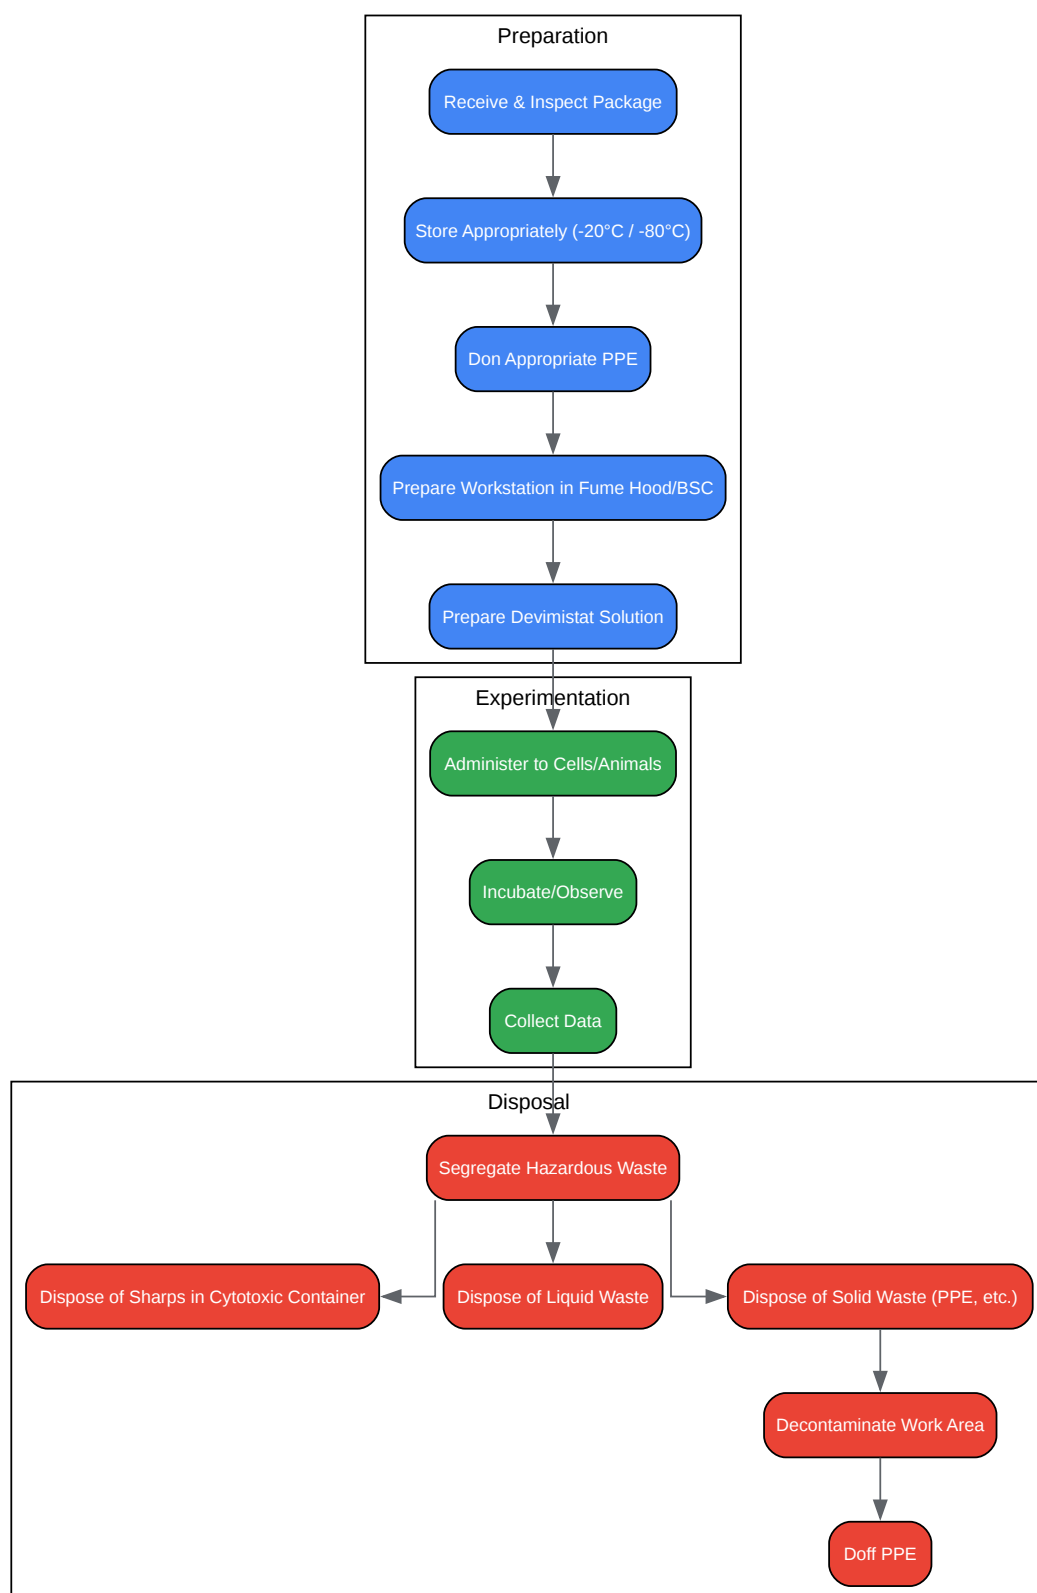 Preparation
Receive & Inspect Package
Store Appropriately (-20°C / -80°C)
Don Appropriate PPE
Prepare Workstation in Fume Hood/BSC
Prepare Devimistat Solution
Experimentation
Administer to Cells/Animals
Incubate/Observe
Collect Data
Disposal
Segregate Hazardous Waste
Dispose of Sharps in Cytotoxic Container
Dispose of Liquid Waste
Dispose of Solid Waste (PPE, etc.)
Decontaminate Work Area
Doff PPE